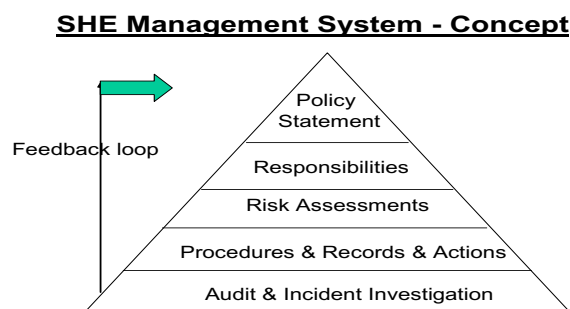 SHE Management System - Concept
Policy
Statement
Feedback loop
Responsibilities
Risk Assessments
Procedures & Records & Actions
Audit & Incident Investigation